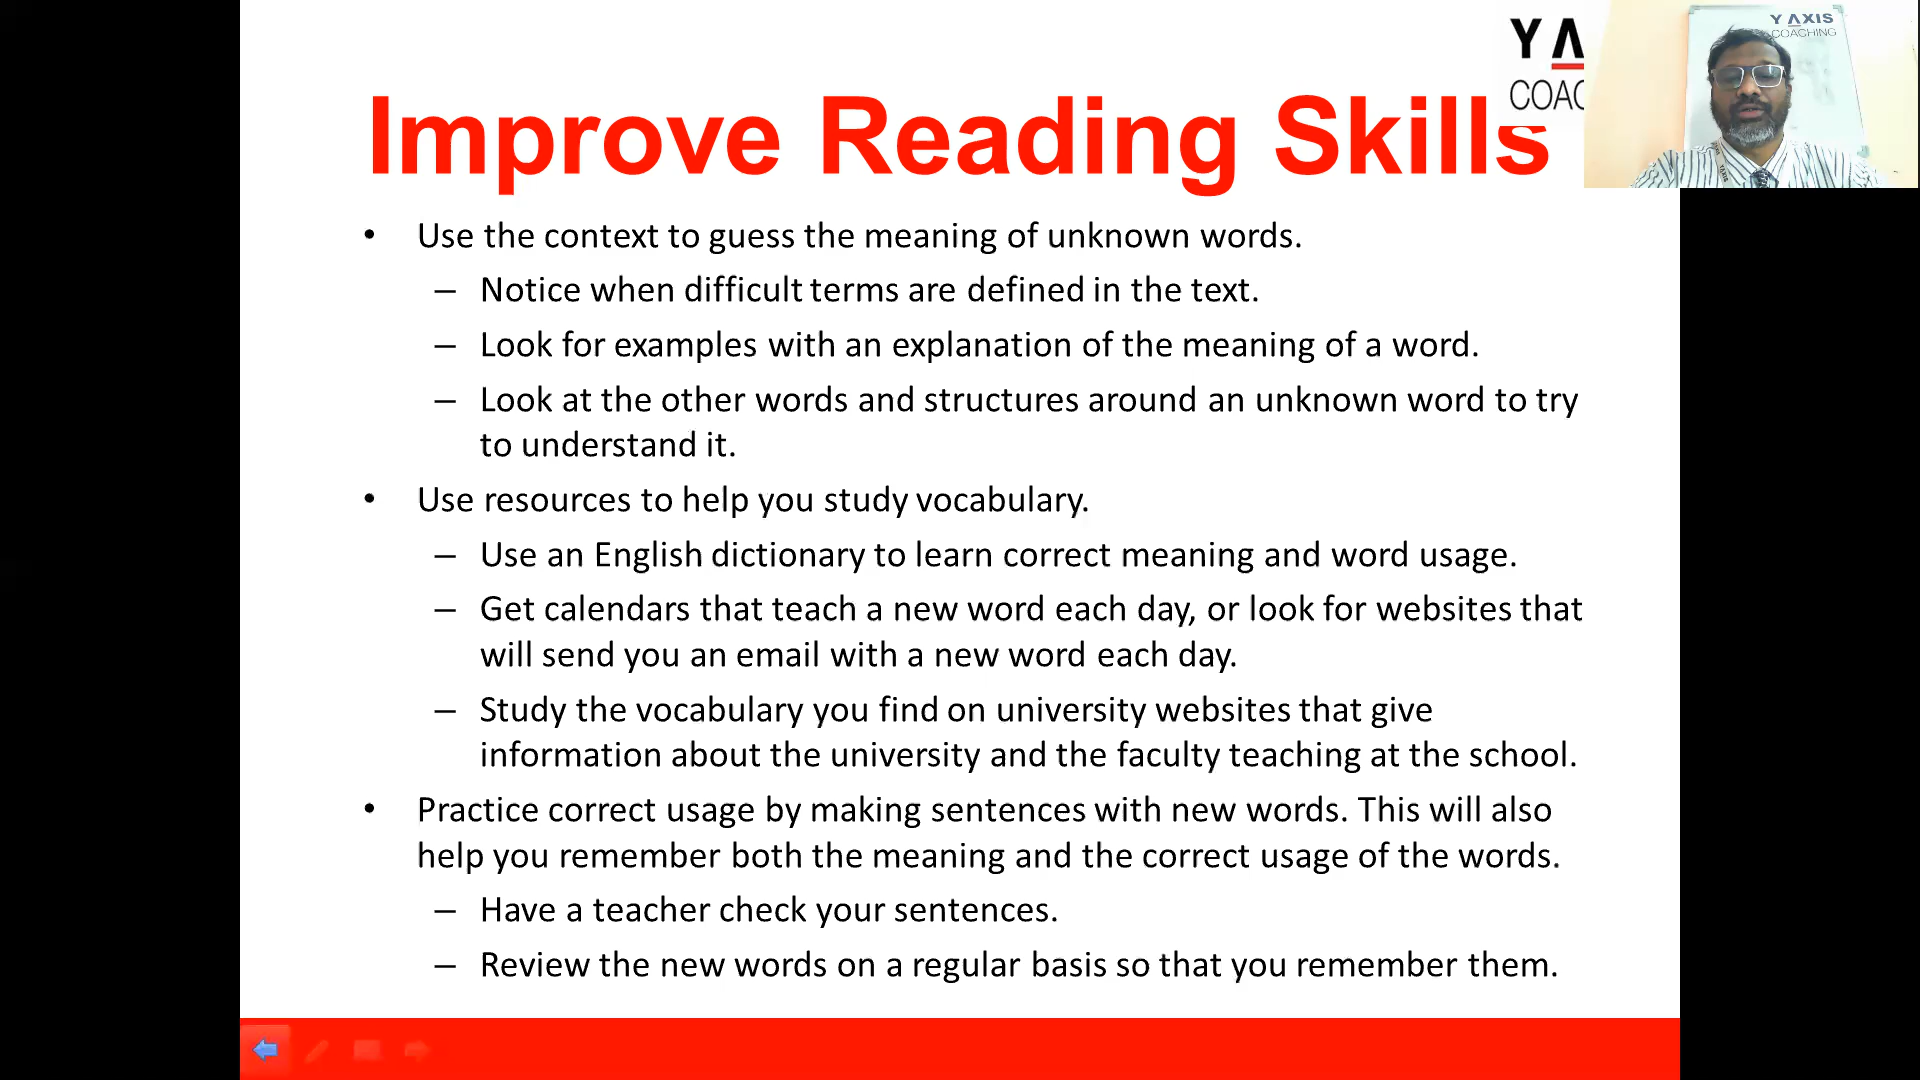 Y AXIS
COACHING
Improve Reading Skills
• Use the context to guess the meaning of unknown words.
– Notice when difficult terms are defined in the text.
– Look for examples with an explanation of the meaning of a word.
– Look at the other words and structures around an unknown word to try
to understand it.
• Use resources to help you study vocabulary.
– Use an English dictionary to learn correct meaning and word usage.
– Get calendars that teach a new word each day, or look for websites that
will send you an email with a new word each day.
– Study the vocabulary you find on university websites that give
information about the university and the faculty teaching at the school.
• Practice correct usage by making sentences with new words. This will also
help you remember both the meaning and the correct usage of the words.
– Have a teacher check your sentences.
– Review the new words on a regular basis so that you remember them.